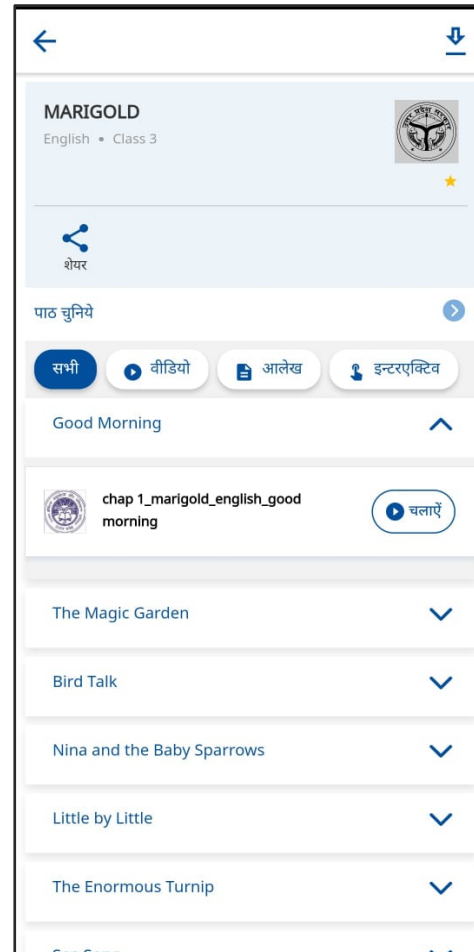 MARIGOLD
English • Class 3
शेयर
पाठ चुनिये
सभी
वीडियो
आलेख
इन्टरएक्टिव
Good Morning
chap 1_marigold_english_good
morning
चलाऐं
The Magic Garden
Bird Talk
Nina and the Baby Sparrows
Little by Little
The Enormous Turnip